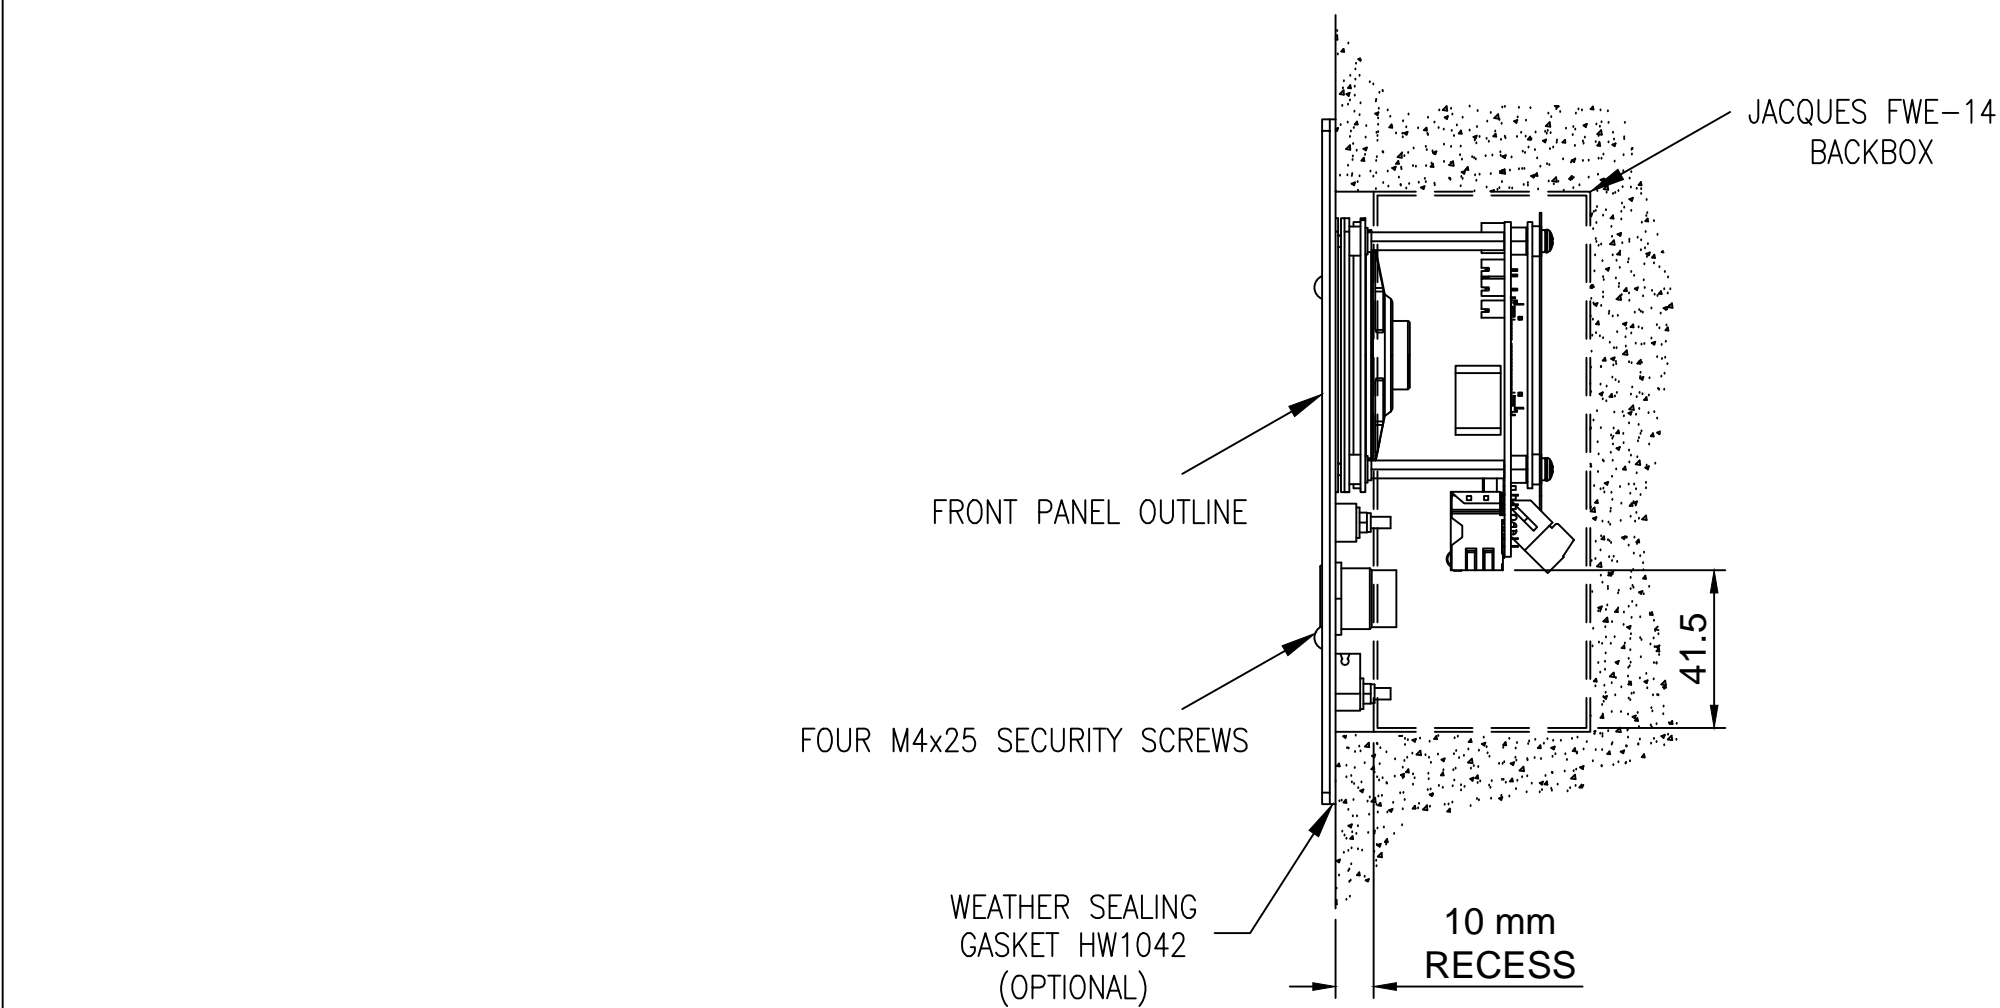 JACQUES FWE-14
BACKBOX
FRONT PANEL OUTLINE
41.5
FOUR M4x25 SECURITY SCREWS
WEATHER SEALING
GASKET HW1042
(OPTIONAL)
10 mm
RECESS